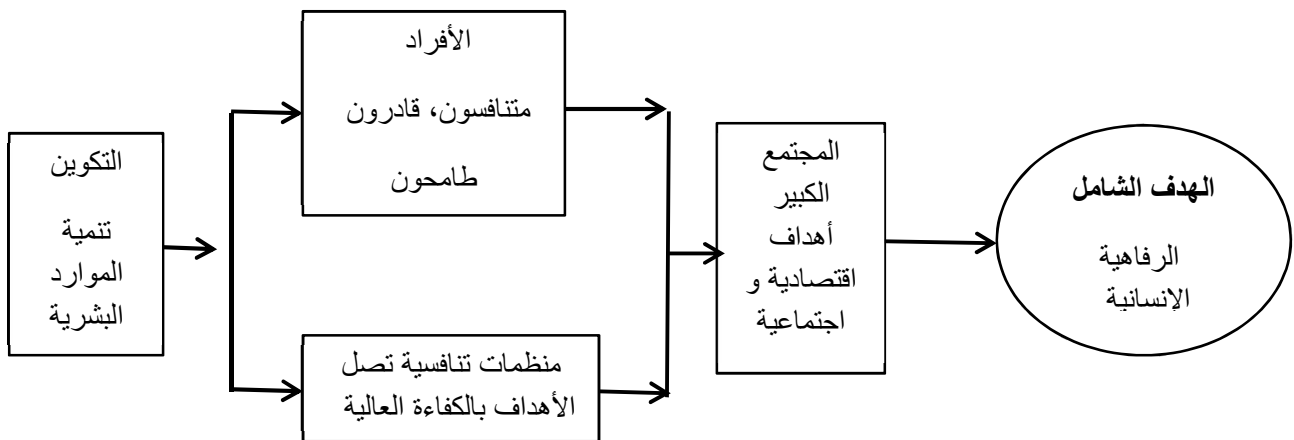 التكوين
تنمية
الموارد
البشرية
الأفراد
متنافسون، قادرون
طامحون
منظمات تنافسية تصل
الأهداف بالكفاءة العالية
المجتمع
الكبير
أهداف
اقتصادية و
اجتماعية
الهدف الشامل
الرفاهية
الإنسانية